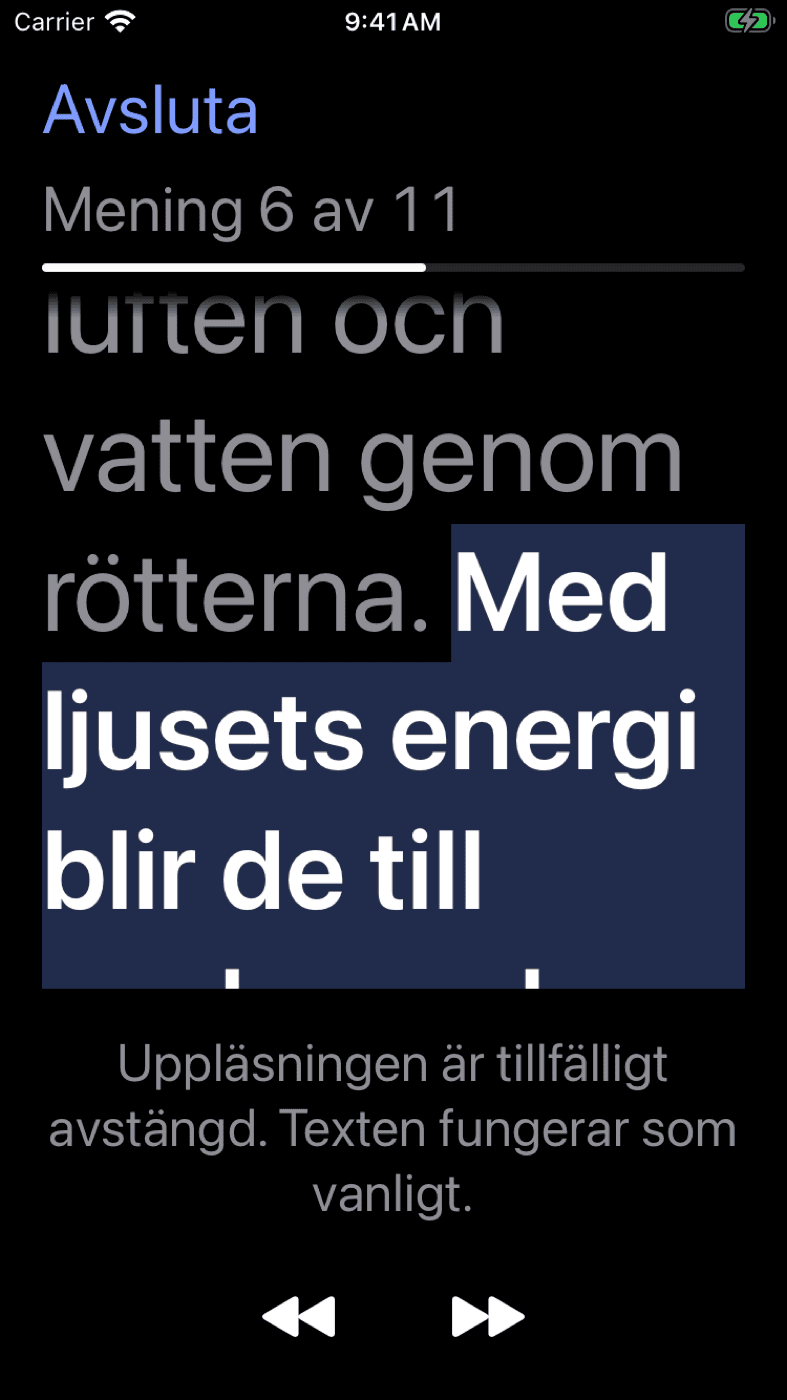 Carrier
9:41 AM
Avsluta
Mening 6 av 11
luften och
vatten genom
rötterna. Med
ljusets energi
blir de till
Uppläsningen är tillfälligt
avstängd. Texten fungerar som
vanligt.